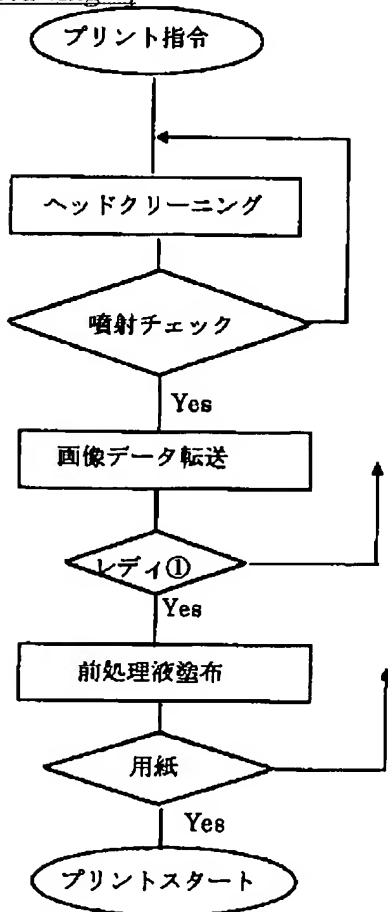 プリント指令
ヘッドクリーニング
噴射チェック
Yes
画像データ転送
レディ①
Yes
前処理液塗布
用紙
Yes
プリントスタート